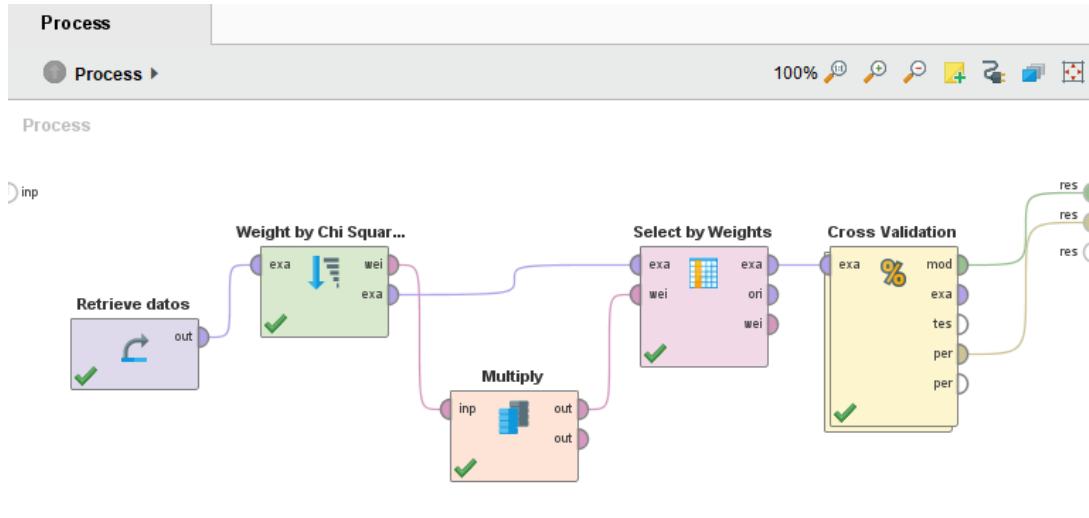 Process
Process
100%
Process
inp
res
res
res
Weight by Chi Squar...
exa
wei
exa
Select by Weights
exa
exa
wei
ori
wei
Cross Validation
exa
mod
exa
tes
per
per
Retrieve datos
out
Multiply
inp
out
out